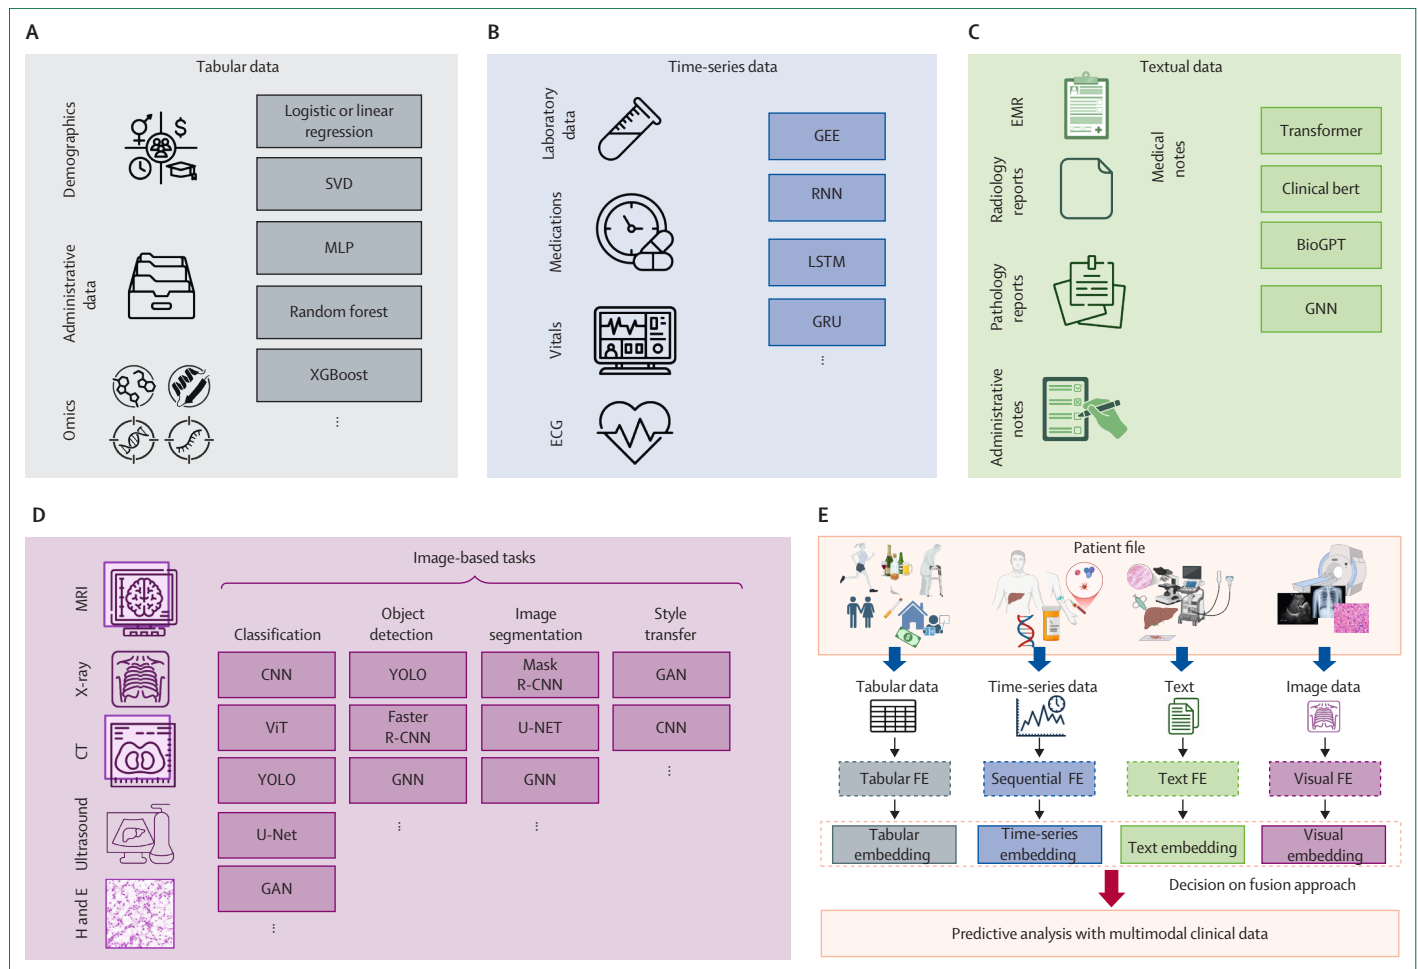 A
Tabular data
Demographics
Administrative
data
Omics
Logistic or linear
regression
SVD
MLP
Random forest
XGBoost
⋮
B
Time-series data
Laboratory
data
Medications
Vitals
ECG
GEE
RNN
LSTM
GRU
⋮
C
Textual data
EMR
Radiology
reports
Pathology
reports
Administrative
notes
Medical
notes
Transformer
Clinical bert
BioGPT
GNN
D
Image-based tasks
MRI
X-ray
CT
Ultrasound
H and E
Classification
CNN
ViT
YOLO
U-Net
GAN
⋮
Object
detection
YOLO
Faster
R-CNN
GNN
⋮
Image
segmentation
Mask
R-CNN
U-NET
GNN
⋮
Style
transfer
GAN
CNN
⋮
E
Patient file
Tabular data
Time-series data
Text
Image data
Tabular FE
Sequential FE
Text FE
Visual FE
Tabular
embedding
Time-series
embedding
Text embedding
Visual
embedding
Decision on fusion approach
Predictive analysis with multimodal clinical data